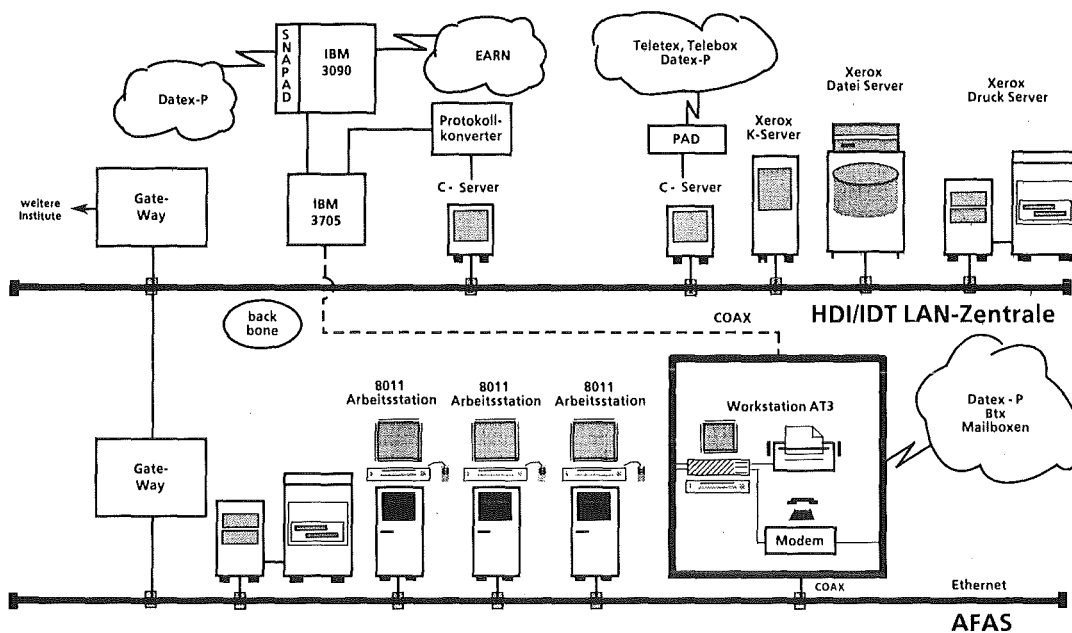 SNAPAD
IBM
3090
EARN
Datex-P
Teletex, Telebox
Datex-P
Xerox
Datei Server
Xerox
Druck Server
Xerox
K-Server
Protokoll-
konverter
PAD
C - Server
C - Server
weitere
Institute
Gate-
Way
IBM
3705
back
bone
COAX
HDI/IDT LAN-Zentrale
8011
Arbeitsstation
8011
Arbeitsstation
8011
Arbeitsstation
Workstation AT3
Datex - P
Btx
Mailboxen
Gate-
Way
Modem
COAX
Ethernet
AFAS